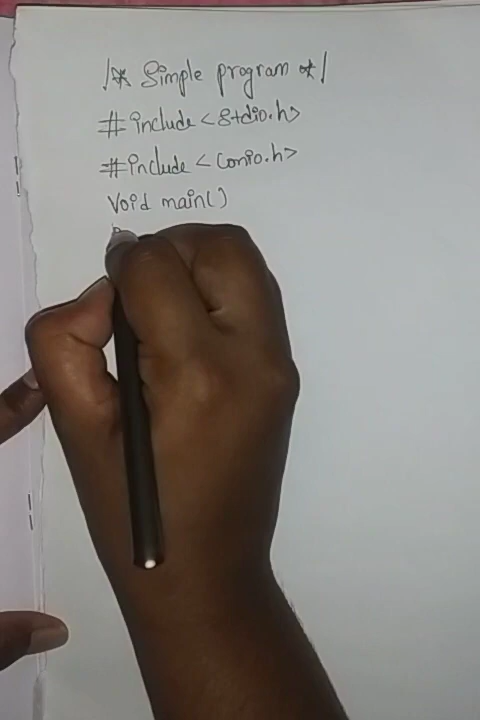 /* Simple program */
#include<stdio.h>
#include<conio.h>
Void main()